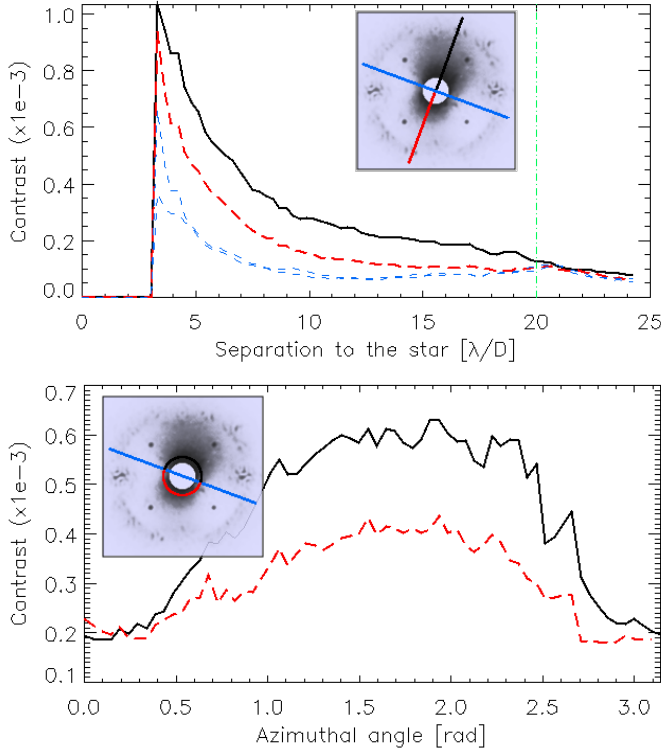 1.0
0.8
0.6
0.4
0.2
0.0
Contrast (x1e-3)
0 5 10 15 20
Separation to the star [λ/D]
0.7
0.6
0.5
0.4
0.3
0.2
0.1
Contrast (x1e-3)
0.0 0.5 1.0 1.5 2.0 2.5 3.0
Azimuthal angle [rad]